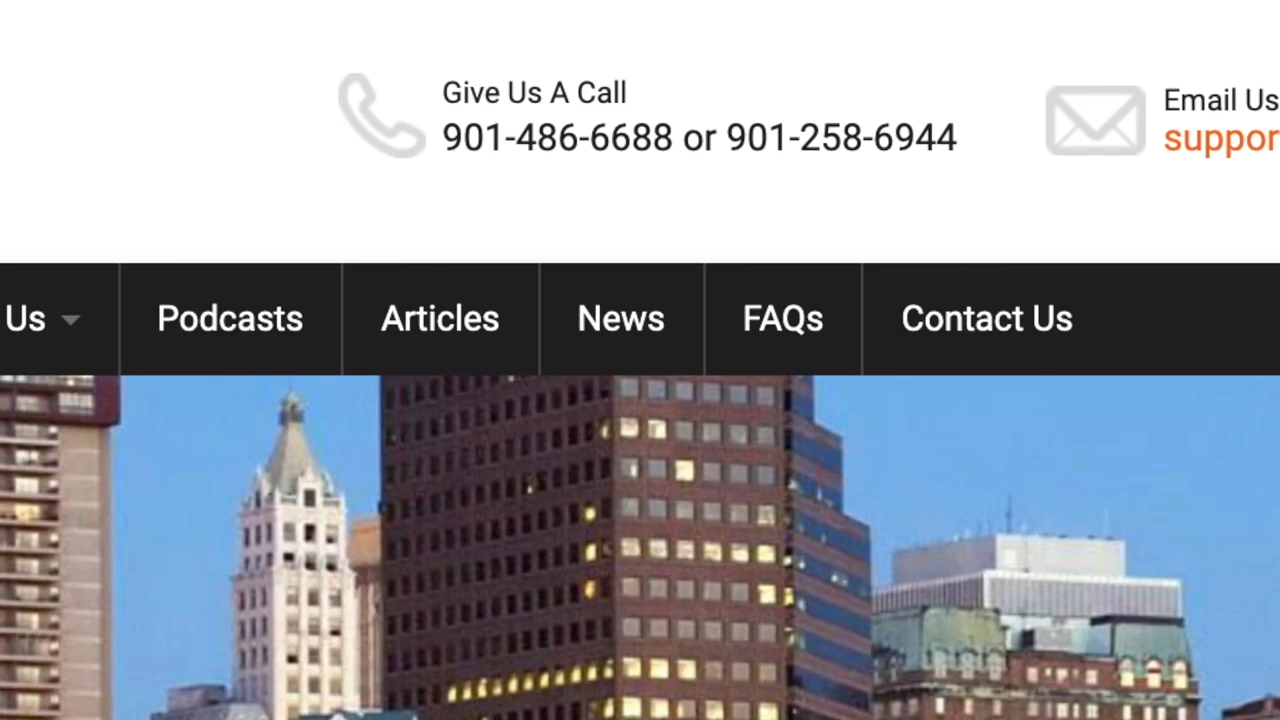 Give Us A Call
901-486-6688 or 901-258-6944
Email Us
suppor
Us
Podcasts
Articles
News
FAQs
Contact Us